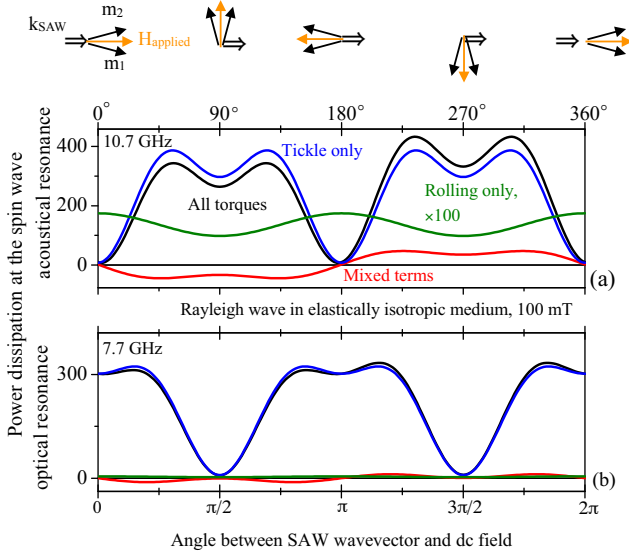 k_SAW
m_2
H_applied
m_1
0° 90° 180° 270° 360°
10.7 GHz
Tickle only
All torques
Rolling only,
×100
Mixed terms
(a)
400
200
0
Rayleigh wave in elastically isotropic medium, 100 mT
7.7 GHz
300
0
(b)
0 π/2 π 3π/2 2π
Angle between SAW wavevector and dc field
Power dissipation at the spin wave
acoustical resonance
optical resonance